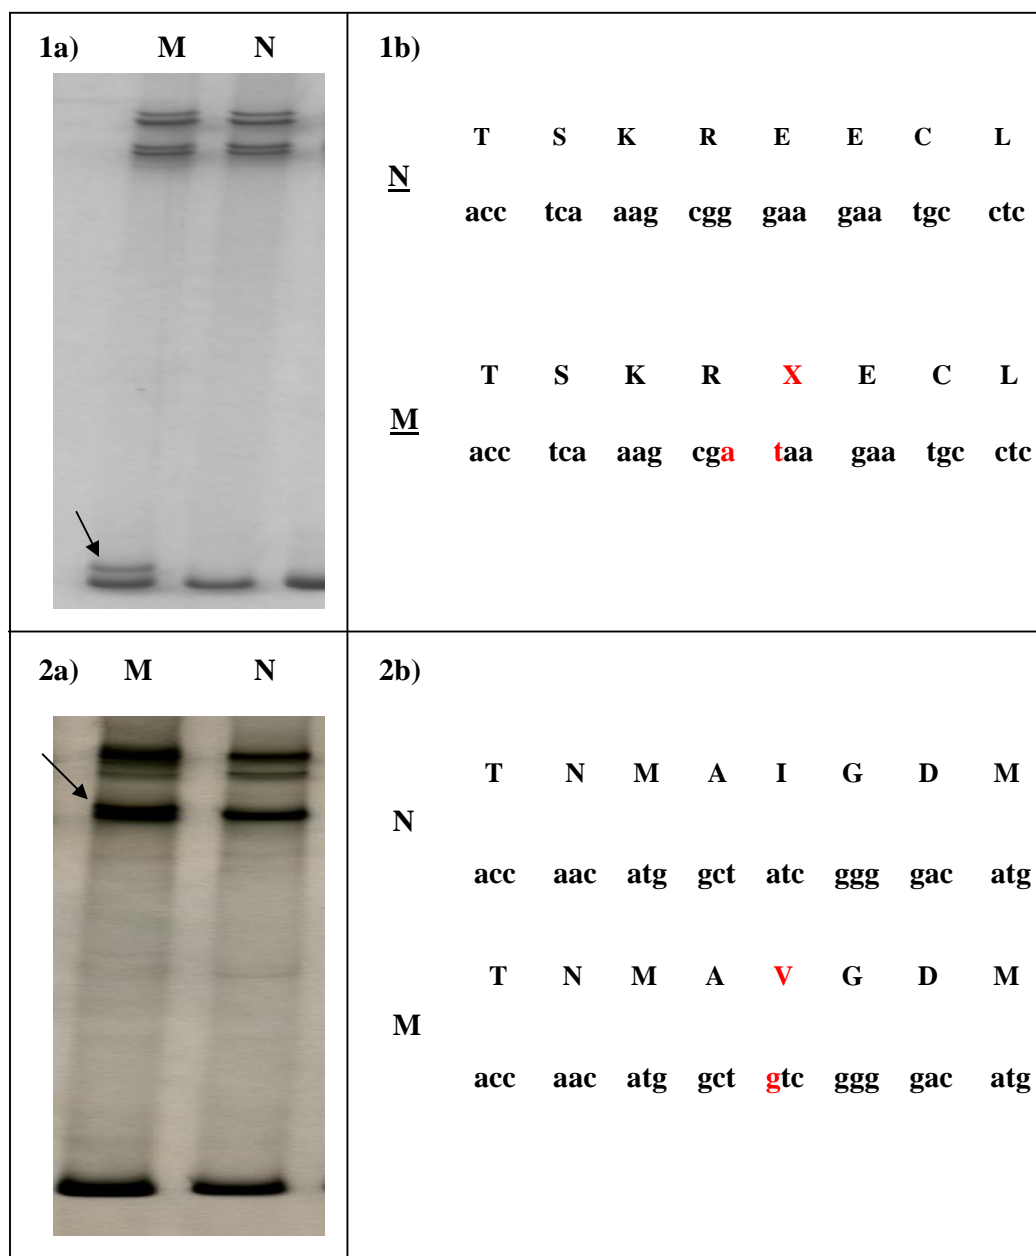 1a) M N
1b)
T S K R E E C L
N
acc tca aag cgg gaa gaa tgc ctc
T S K R X E C L
M
acc tca aag cga taa gaa tgc ctc
2a) M N
2b)
T N M A I G D M
N
acc aac atg gct atc ggg gac atg
T N M A V G D M
M
acc aac atg gct gtc ggg gac atg